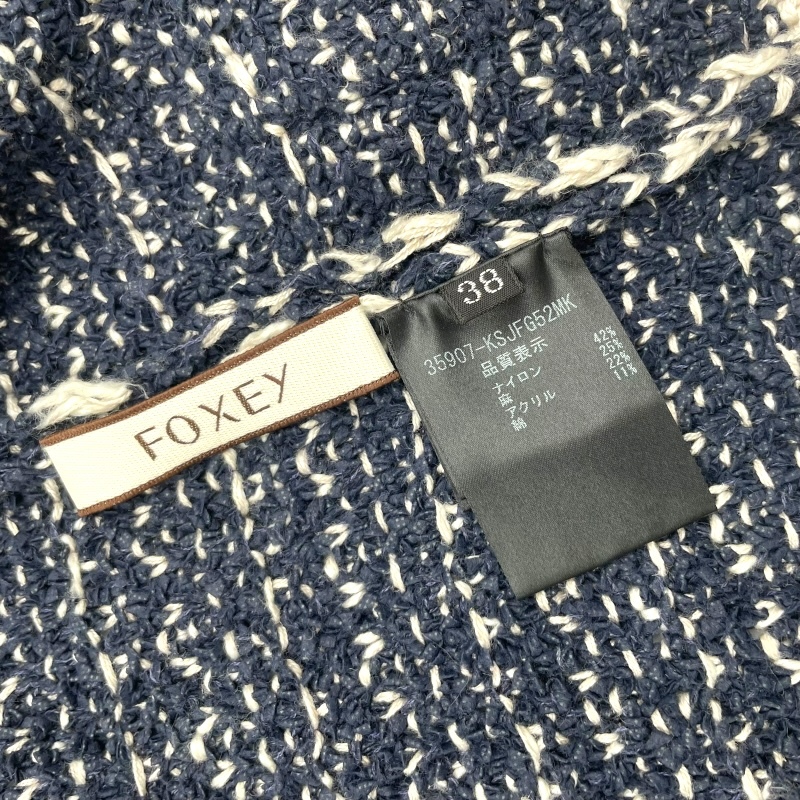 FOXEY
38
35907-KSJFG52MK
品質表示
ナイロン 42%
麻 25%
アクリル 22%
綿 11%